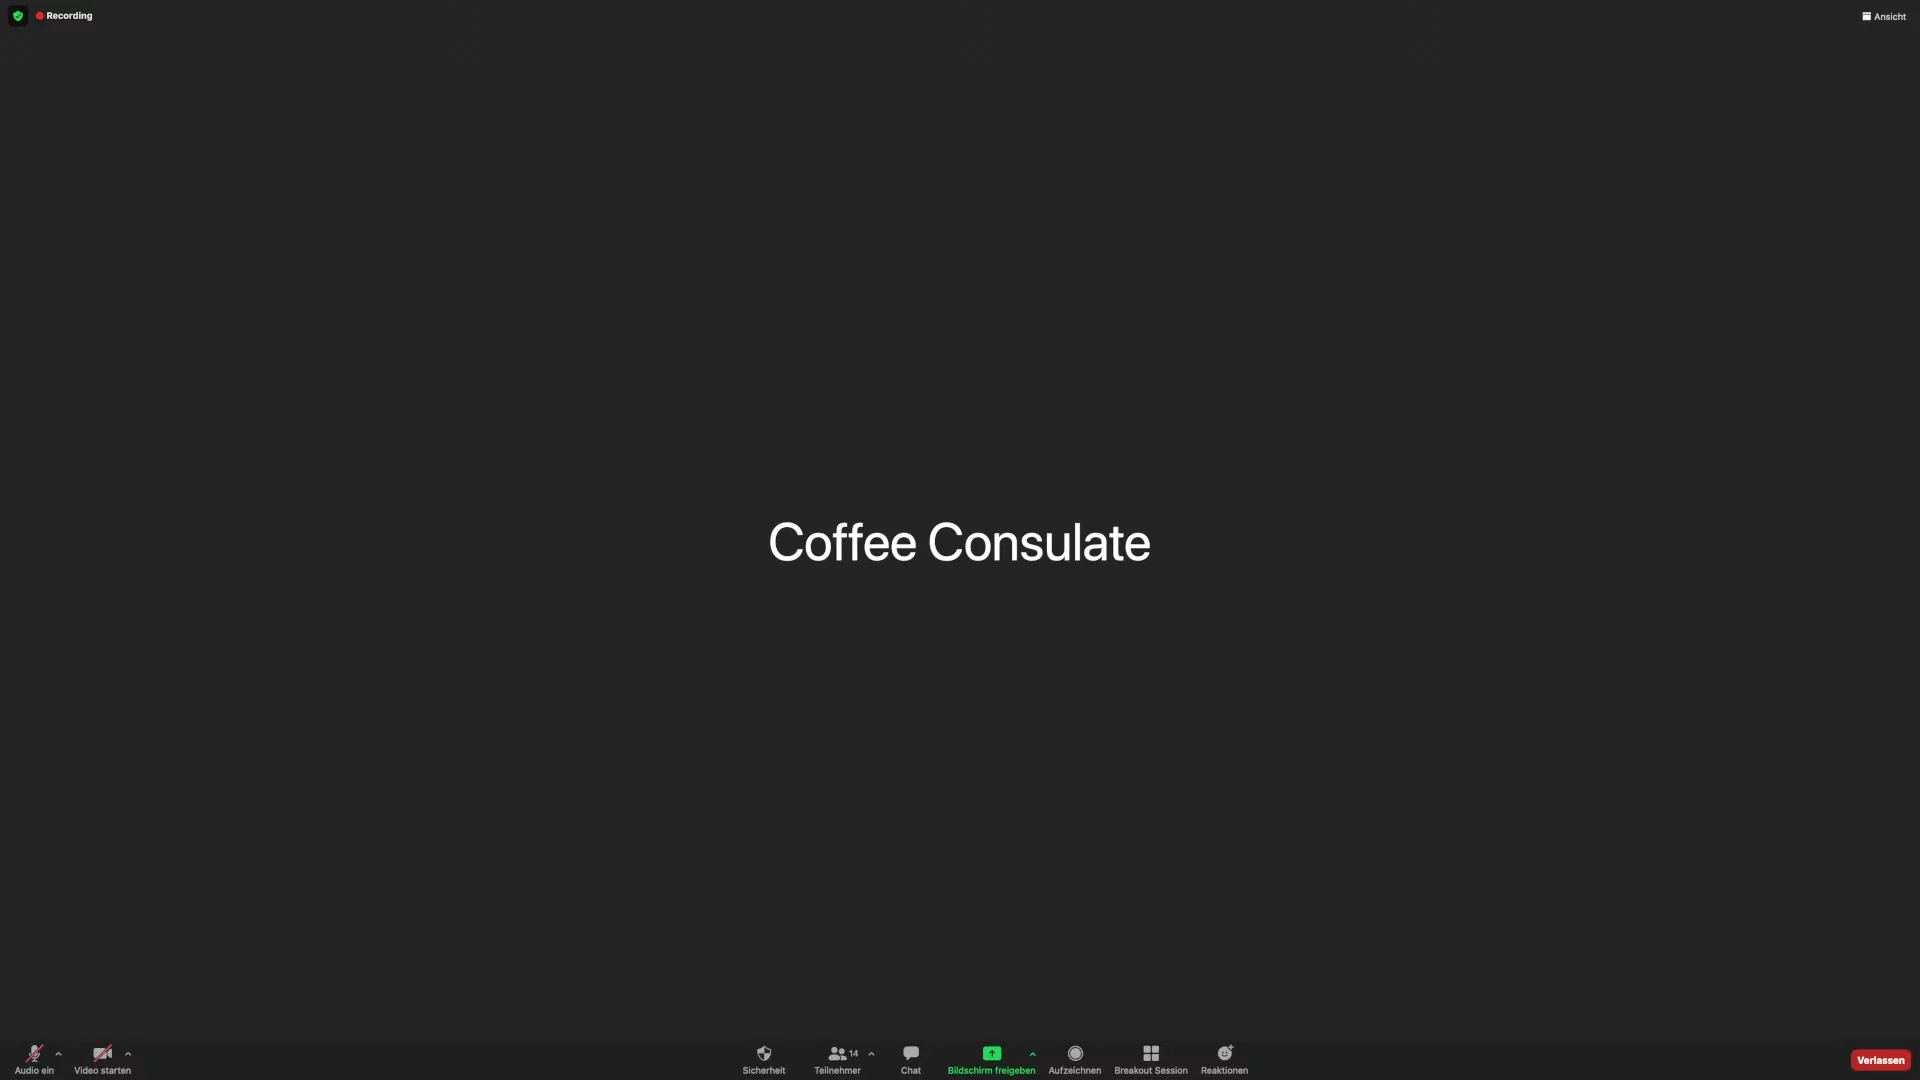 Recording
Ansicht
Coffee Consulate
Audio ein
Video starten
Sicherheit
14
Teilnehmer
Chat
Bildschirm freigeben
Aufzeichnen
Breakout Session
Reaktionen
Verlassen